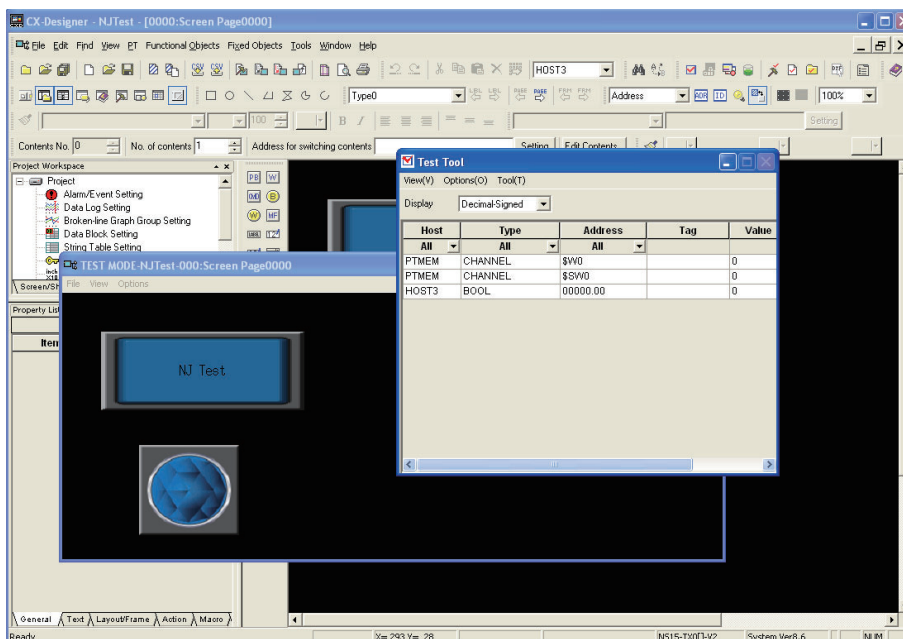 CX-Designer - NJTest - [0000:Screen Page0000]
File Edit Find View PT Functional Objects Fixed Objects Tools Window Help
HOST3
Type0 Address 100%
100 B I Setting
Contents No. 0 No. of contents 1 Address for switching contents Setting Edit Contents
Project Workspace
Project
Alarm/Event Setting
Data Log Setting
Broken-line Graph Group Setting
Data Block Setting
String Table Setting
PB W
W MF
Test Tool
View(V) Options(O) Tool(T)
Display Decimal-Signed
Host Type Address Tag Value
All All All
PTMEM CHANNEL $W0 0
PTMEM CHANNEL $SW0 0
HOST3 BOOL 00000.00 0
TEST MODE-NJTest-000:Screen Page0000
File View Options
NJ Test
Property List
General Text Layout/Frame Action Macro
Ready X= 293 Y= 28 System Ver8.6 NUM